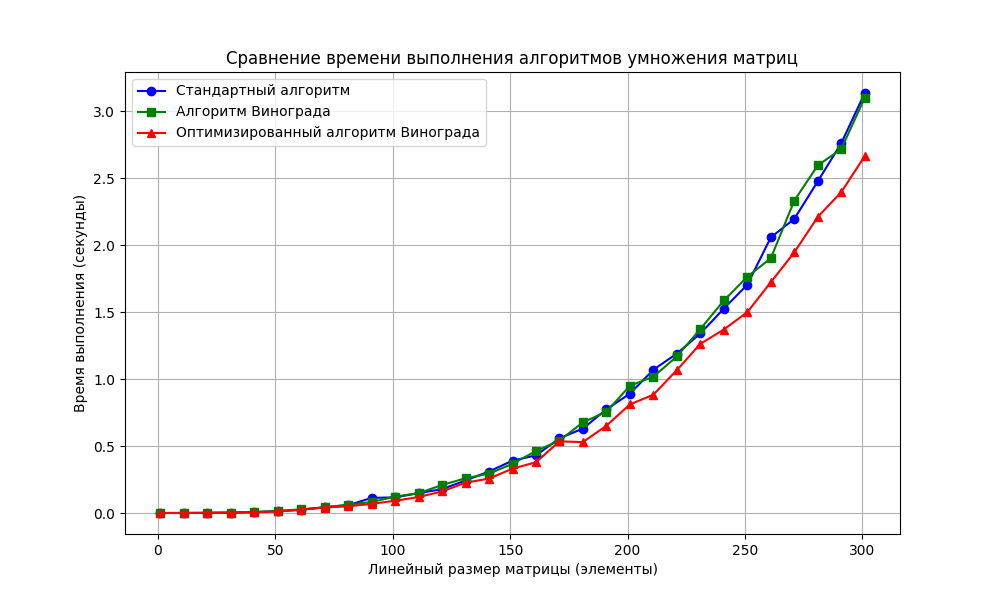 Сравнение времени выполнения алгоритмов умножения матриц
Стандартный алгоритм
Алгоритм Винограда
Оптимизированный алгоритм Винограда
Время выполнения (секунды)
3.0
2.5
2.0
1.5
1.0
0.5
0.0
0 50 100 150 200 250 300
Линейный размер матрицы (элементы)